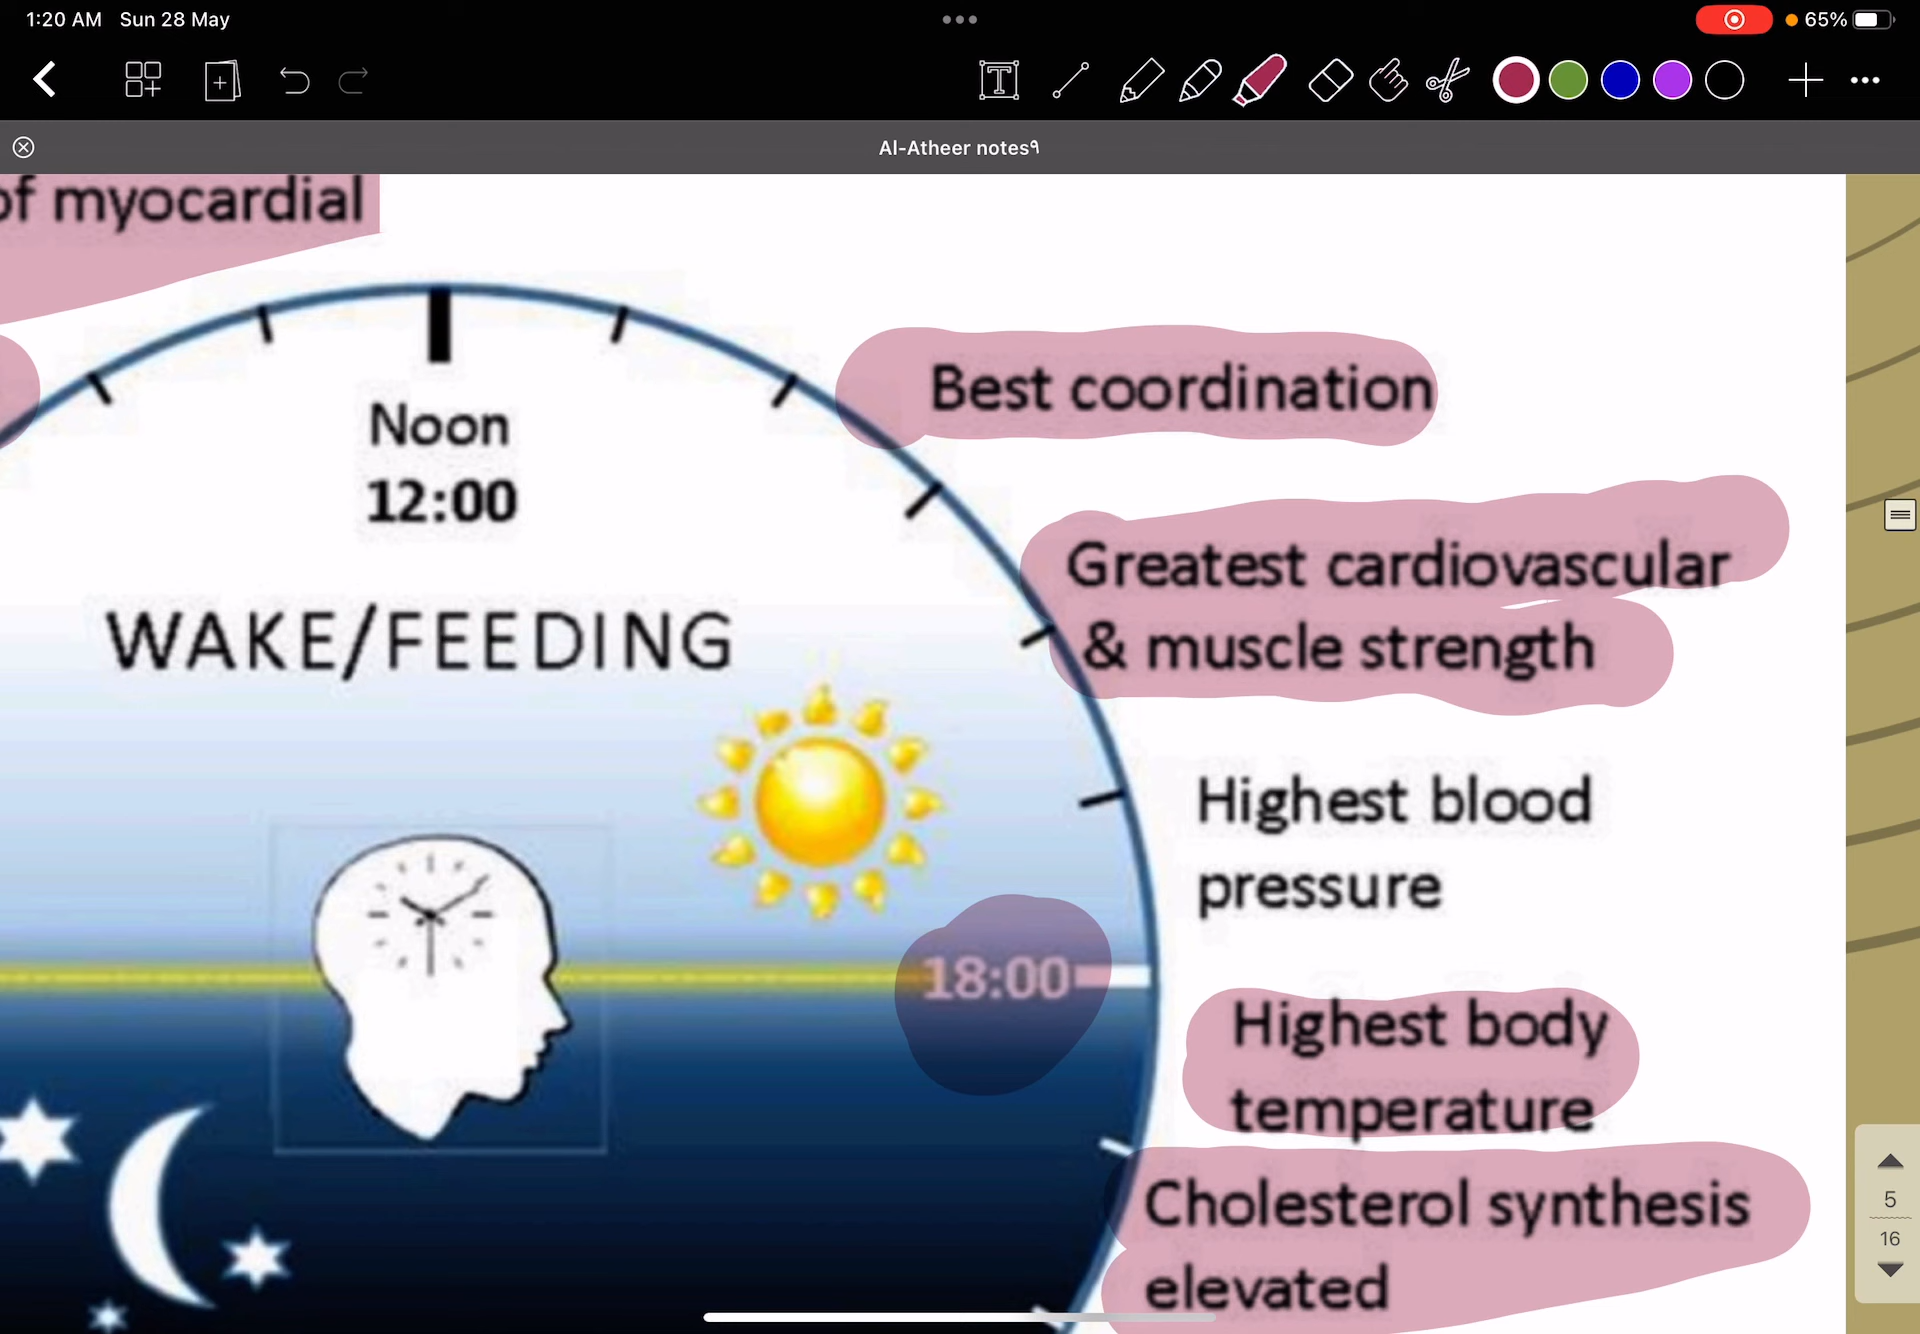 1:20 AM Sun 28 May
65%
Al-Atheer notes٩
of myocardial
Noon
12:00
Best coordination
WAKE/FEEDING
Greatest cardiovascular
& muscle strength
Highest blood
pressure
18:00
Highest body
temperature
Cholesterol synthesis
elevated
5
16